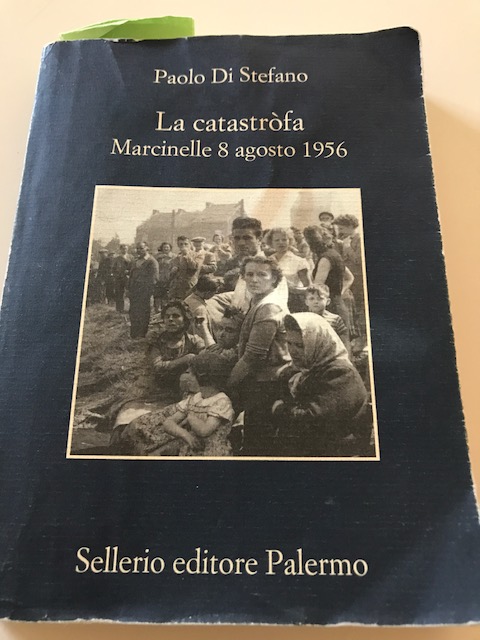 Paolo Di Stefano
La catastròfa
Marcinelle 8 agosto 1956
Sellerio editore Palermo